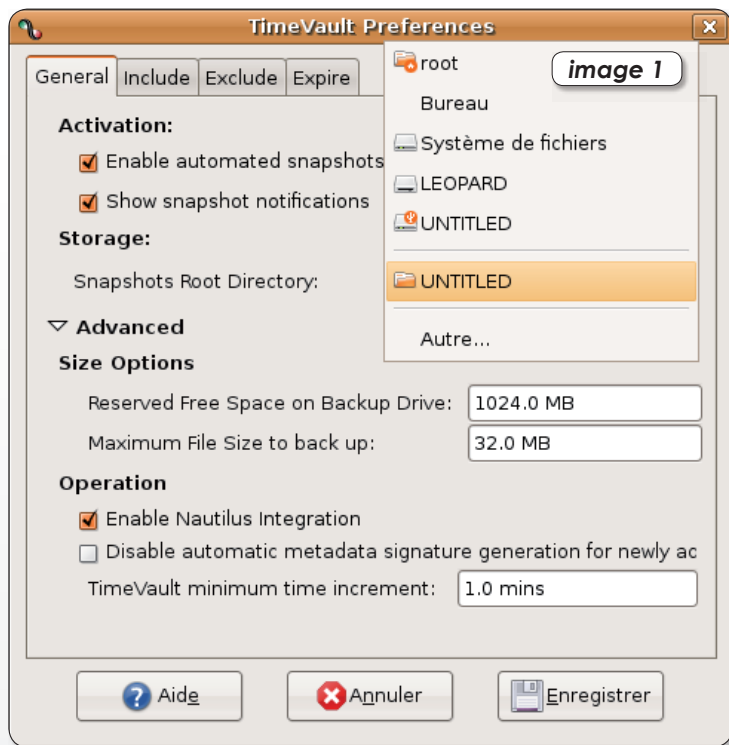 TimeVault Preferences
General Include Exclude Expire
root
image 1
Bureau
Activation:
Système de fichiers
Enable automated snapshots
LEOPARD
Show snapshot notifications
UNTITLED
Storage:
Snapshots Root Directory:
UNTITLED
Advanced
Autre...
Size Options
Reserved Free Space on Backup Drive: 1024.0 MB
Maximum File Size to back up: 32.0 MB
Operation
Enable Nautilus Integration
Disable automatic metadata signature generation for newly ac
TimeVault minimum time increment: 1.0 mins
Aide Annuler Enregistrer